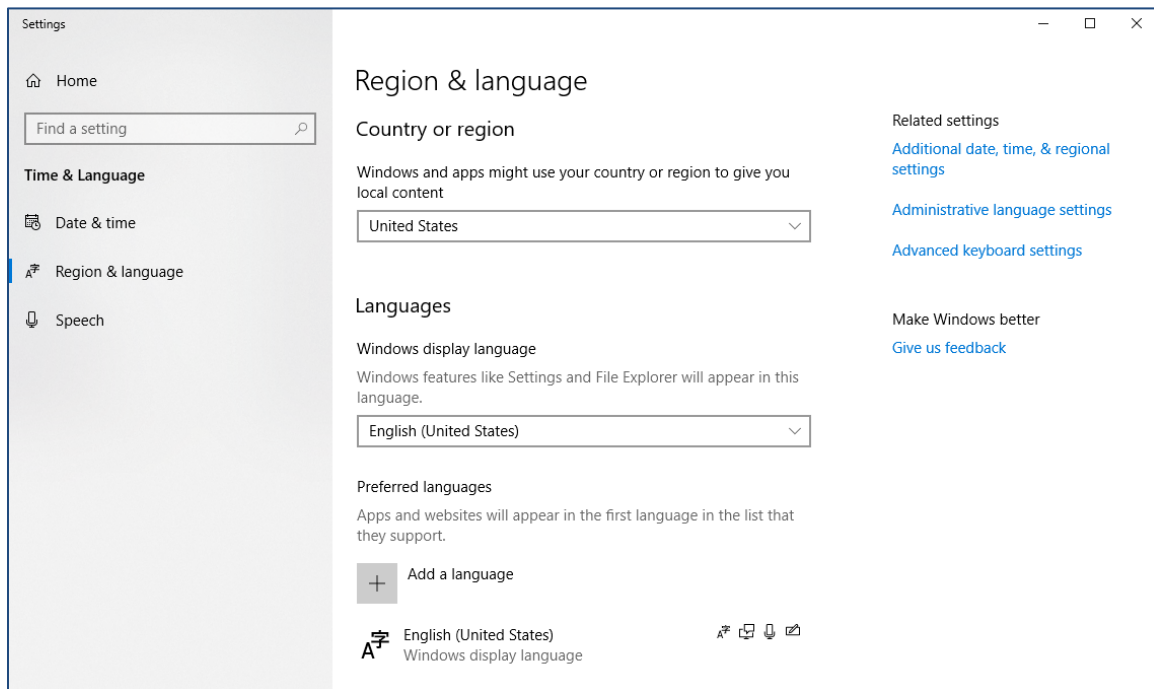 Settings
Home
Find a setting
Time & Language
Date & time
Region & language
Speech
Region & language
Country or region
Windows and apps might use your country or region to give you
local content
United States
Languages
Windows display language
Windows features like Settings and File Explorer will appear in this
language.
English (United States)
Preferred languages
Apps and websites will appear in the first language in the list that
they support.
Add a language
A字 English (United States)
Windows display language
Related settings
Additional date, time, & regional
settings
Administrative language settings
Advanced keyboard settings
Make Windows better
Give us feedback